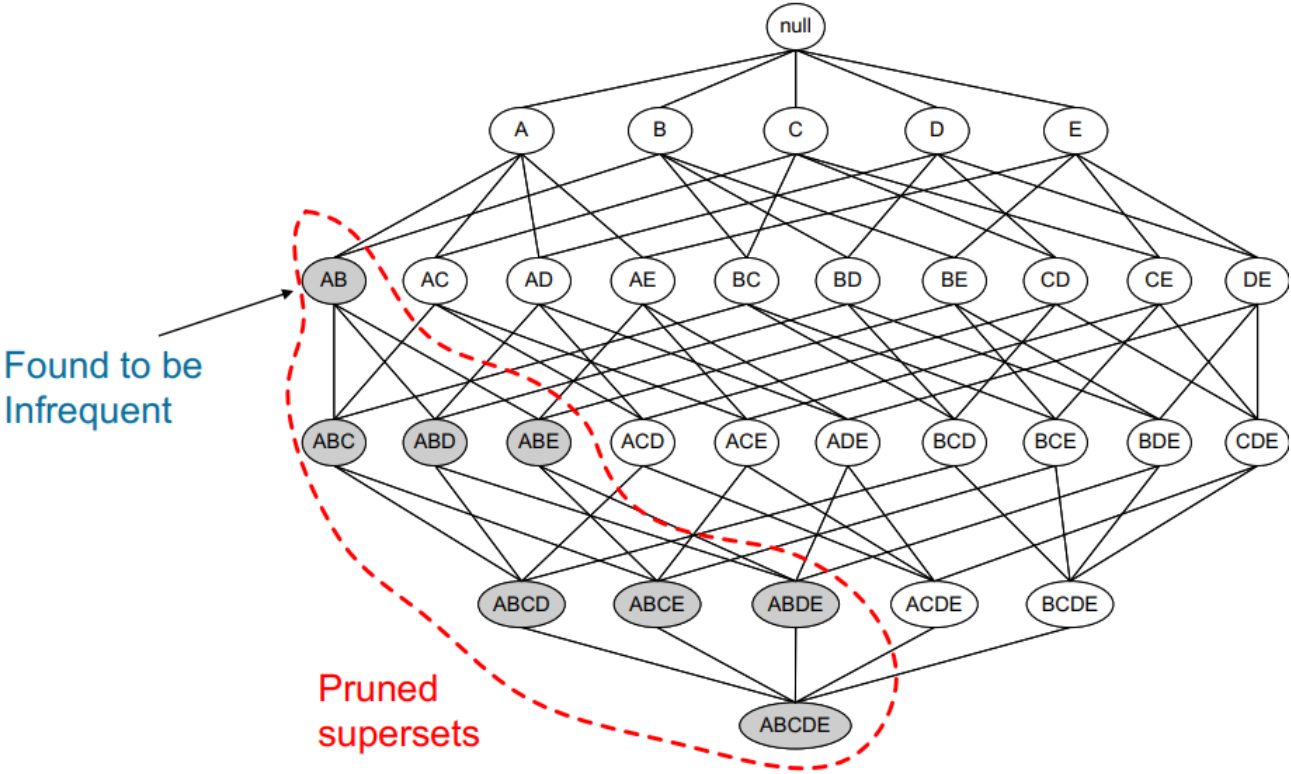 null
A B C D E
AB AC AD AE BC BD BE CD CE DE
Found to be
Infrequent
ABC ABD ABE ACD ACE ADE BCD BCE BDE CDE
ABCD ABCE ABDE ACDE BCDE
Pruned
supersets
ABCDE